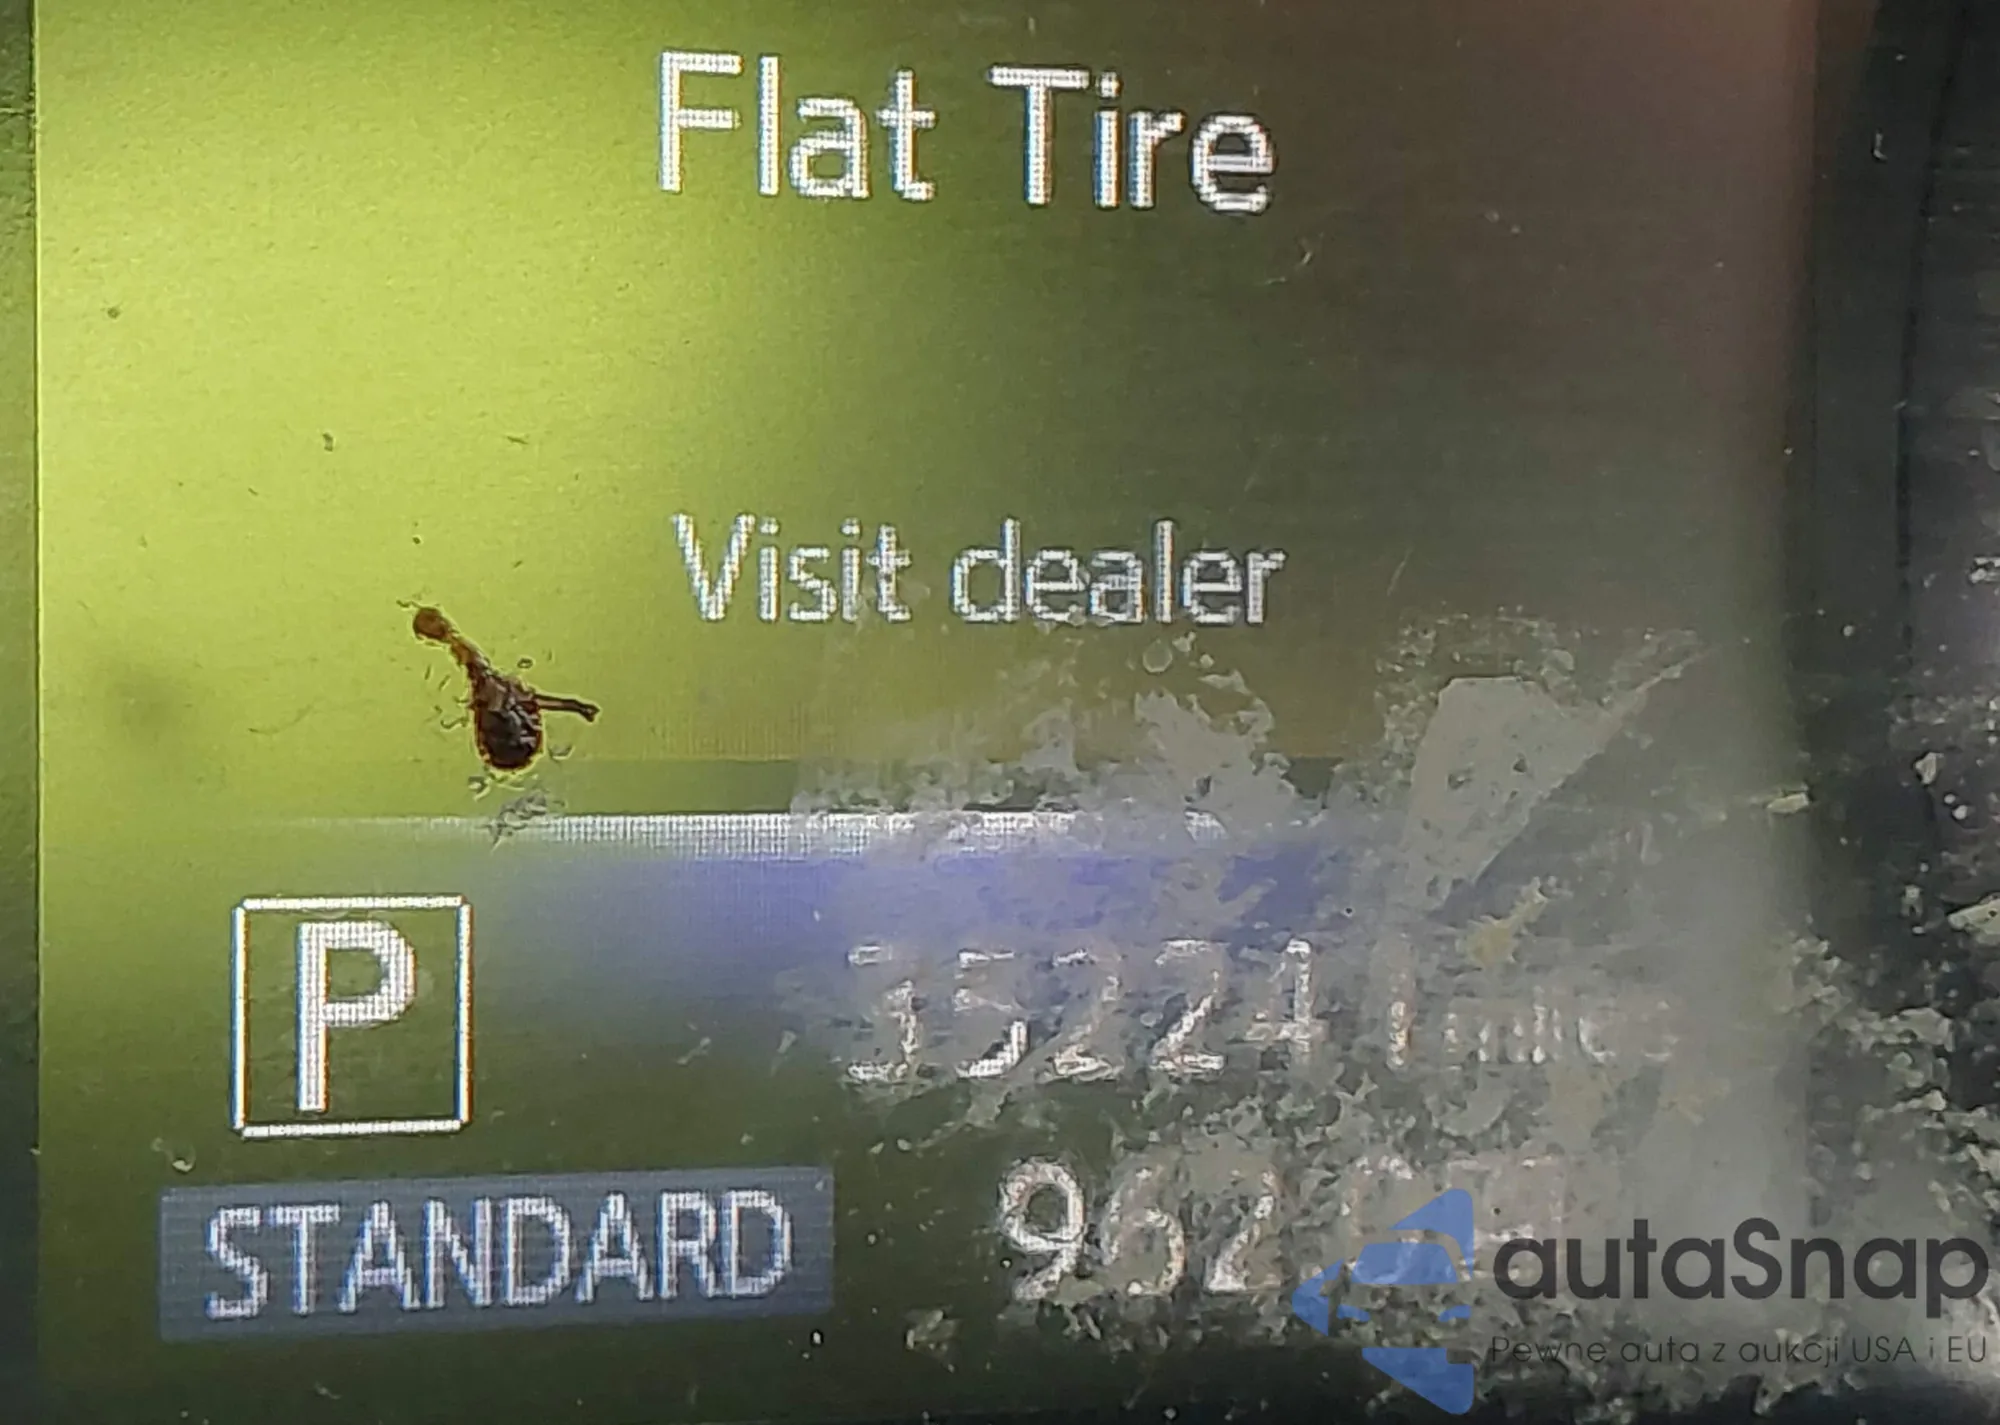 Flat Tire
Visit dealer
P
STANDARD
autaSnap
Pewne auta z aukcji USA i EU